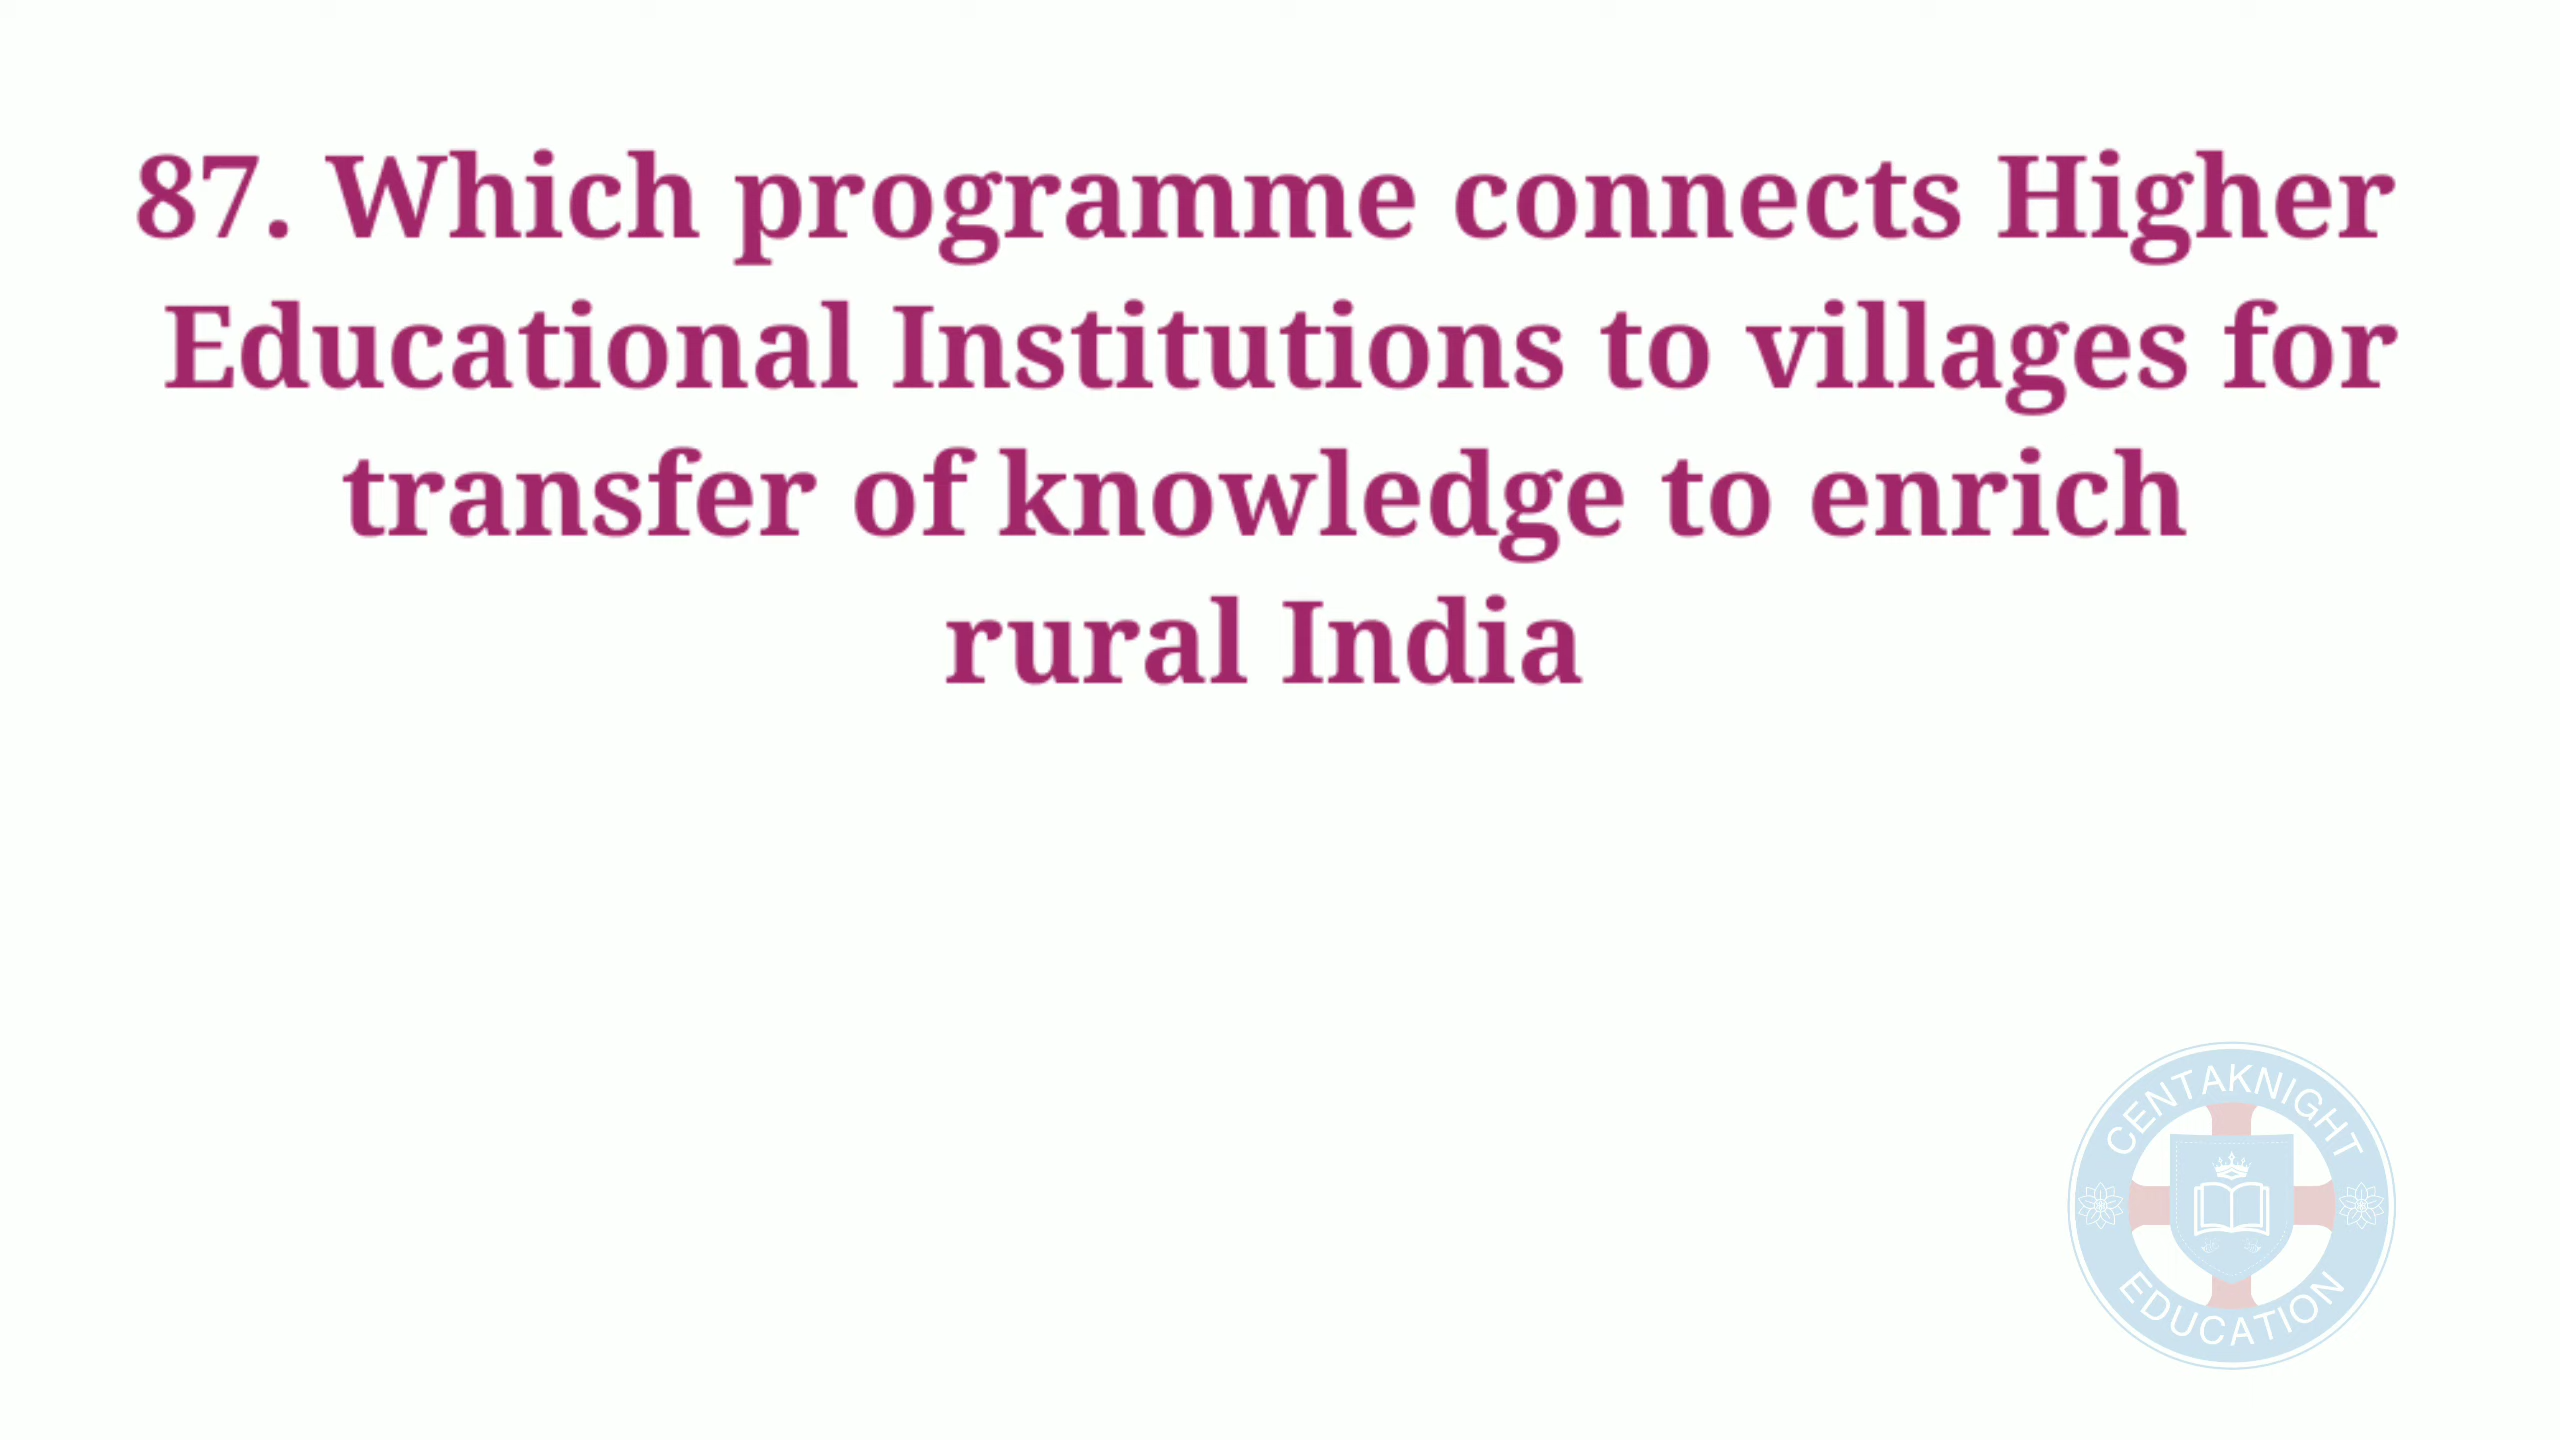 87. Which programme connects Higher
Educational Institutions to villages for
transfer of knowledge to enrich
rural India
CENTAKNIGHT
EDUCATION